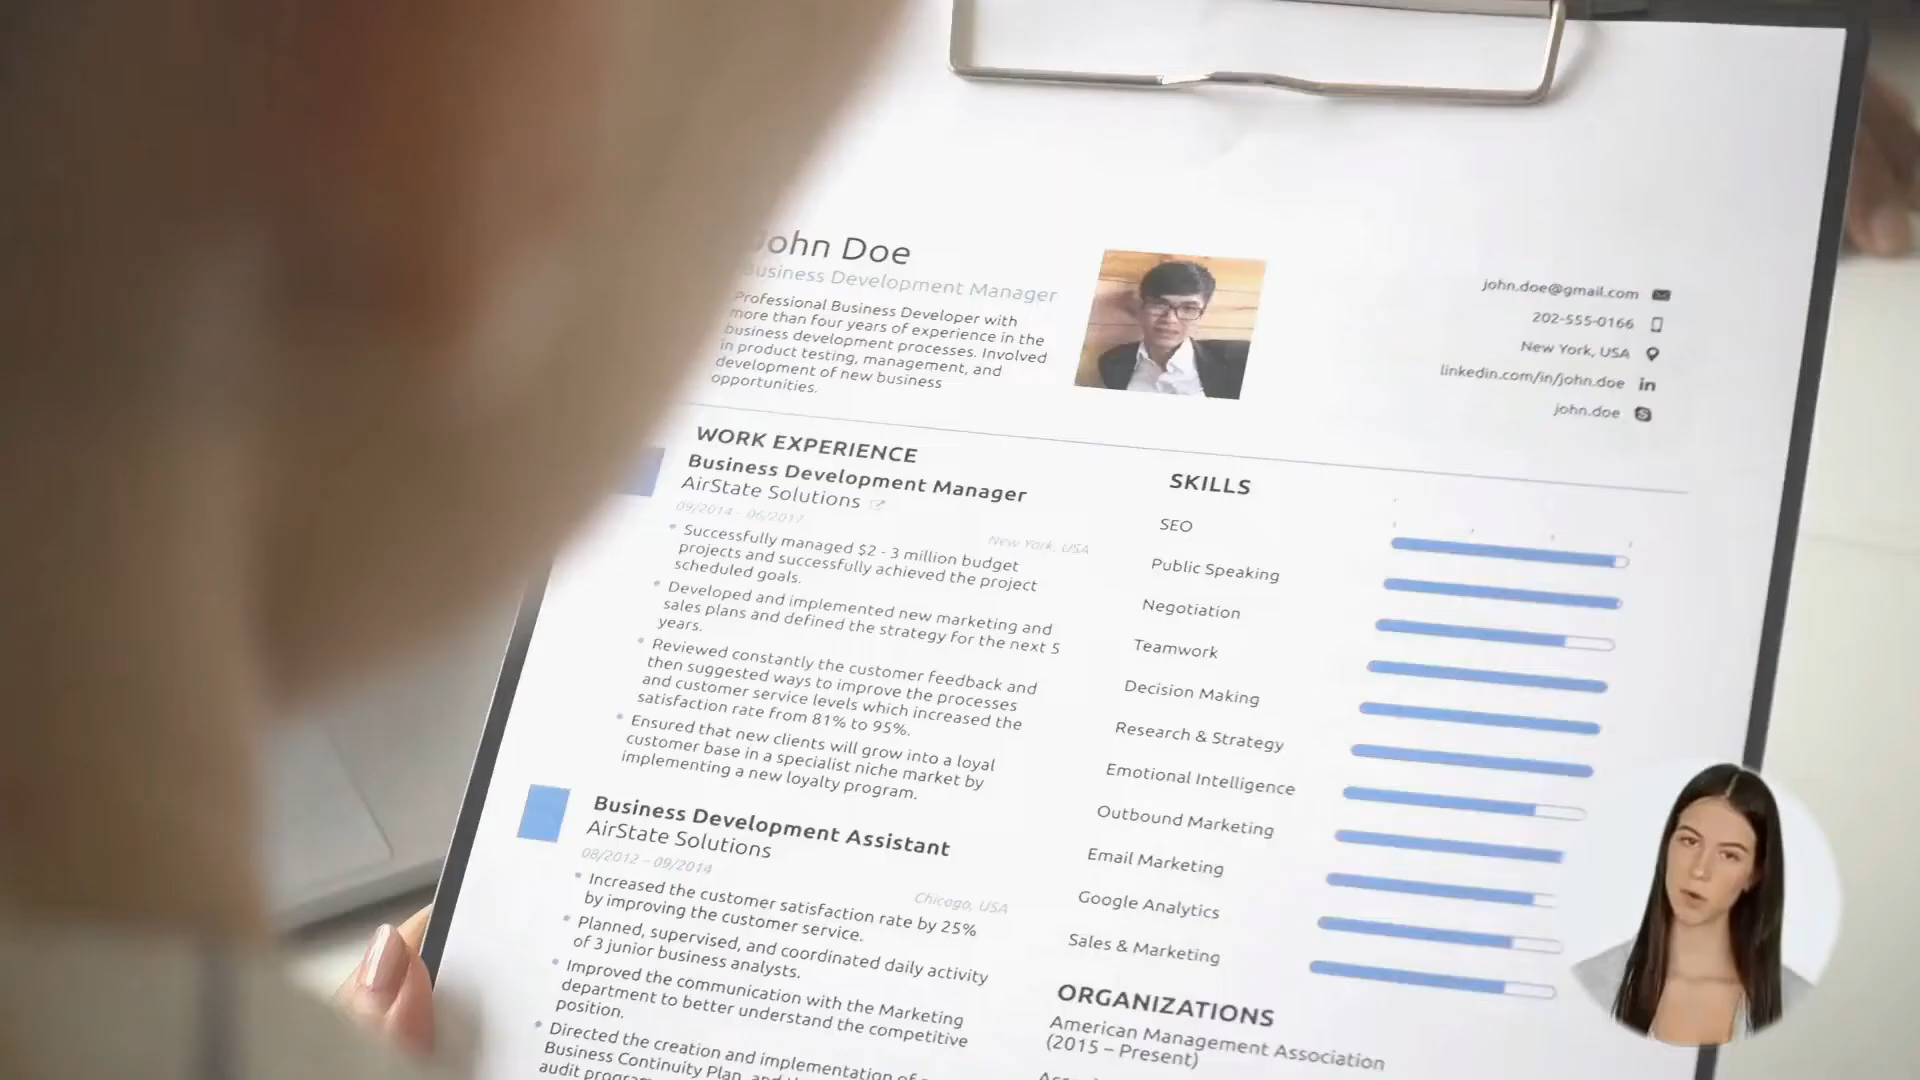 John Doe
Business Development Manager
Professional Business Developer with
more than four years of experience in the
business development processes. Involved
in product testing, management, and
development of new business
opportunities.
john.doe@gmail.com
202-555-0166
New York, USA
linkedin.com/in/john.doe
in
john.doe
WORK EXPERIENCE
Business Development Manager
AirState Solutions
09/2014 - 06/2017
New York, USA
Successfully managed $2 - 3 million budget
projects and successfully achieved the project
scheduled goals.
Developed and implemented new marketing and
sales plans and defined the strategy for the next 5
years.
Reviewed constantly the customer feedback and
then suggested ways to improve the processes
and customer service levels which increased the
satisfaction rate from 81% to 95%.
Ensured that new clients will grow into a loyal
customer base in a specialist niche market by
implementing a new loyalty program.
Business Development Assistant
AirState Solutions
08/2012 – 09/2014
Chicago, USA
Increased the customer satisfaction rate by 25%
by improving the customer service.
Planned, supervised, and coordinated daily activity
of 3 junior business analysts.
Improved the communication with the Marketing
department to better understand the competitive
position.
Directed the creation and implementation of
Business Continuity Plan, and
audit
SKILLS
SEO
Public Speaking
Negotiation
Teamwork
Decision Making
Research & Strategy
Emotional Intelligence
Outbound Marketing
Email Marketing
Google Analytics
Sales & Marketing
ORGANIZATIONS
American Management Association
(2015 – Present)